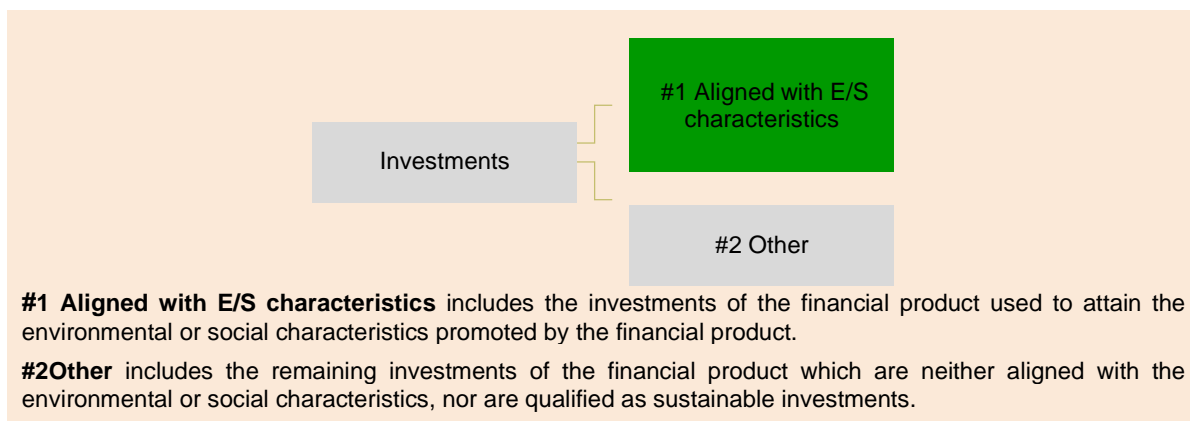 #1 Aligned with E/S
characteristics
Investments
#2 Other
#1 Aligned with E/S characteristics includes the investments of the financial product used to attain the
environmental or social characteristics promoted by the financial product.
#2Other includes the remaining investments of the financial product which are neither aligned with the
environmental or social characteristics, nor are qualified as sustainable investments.